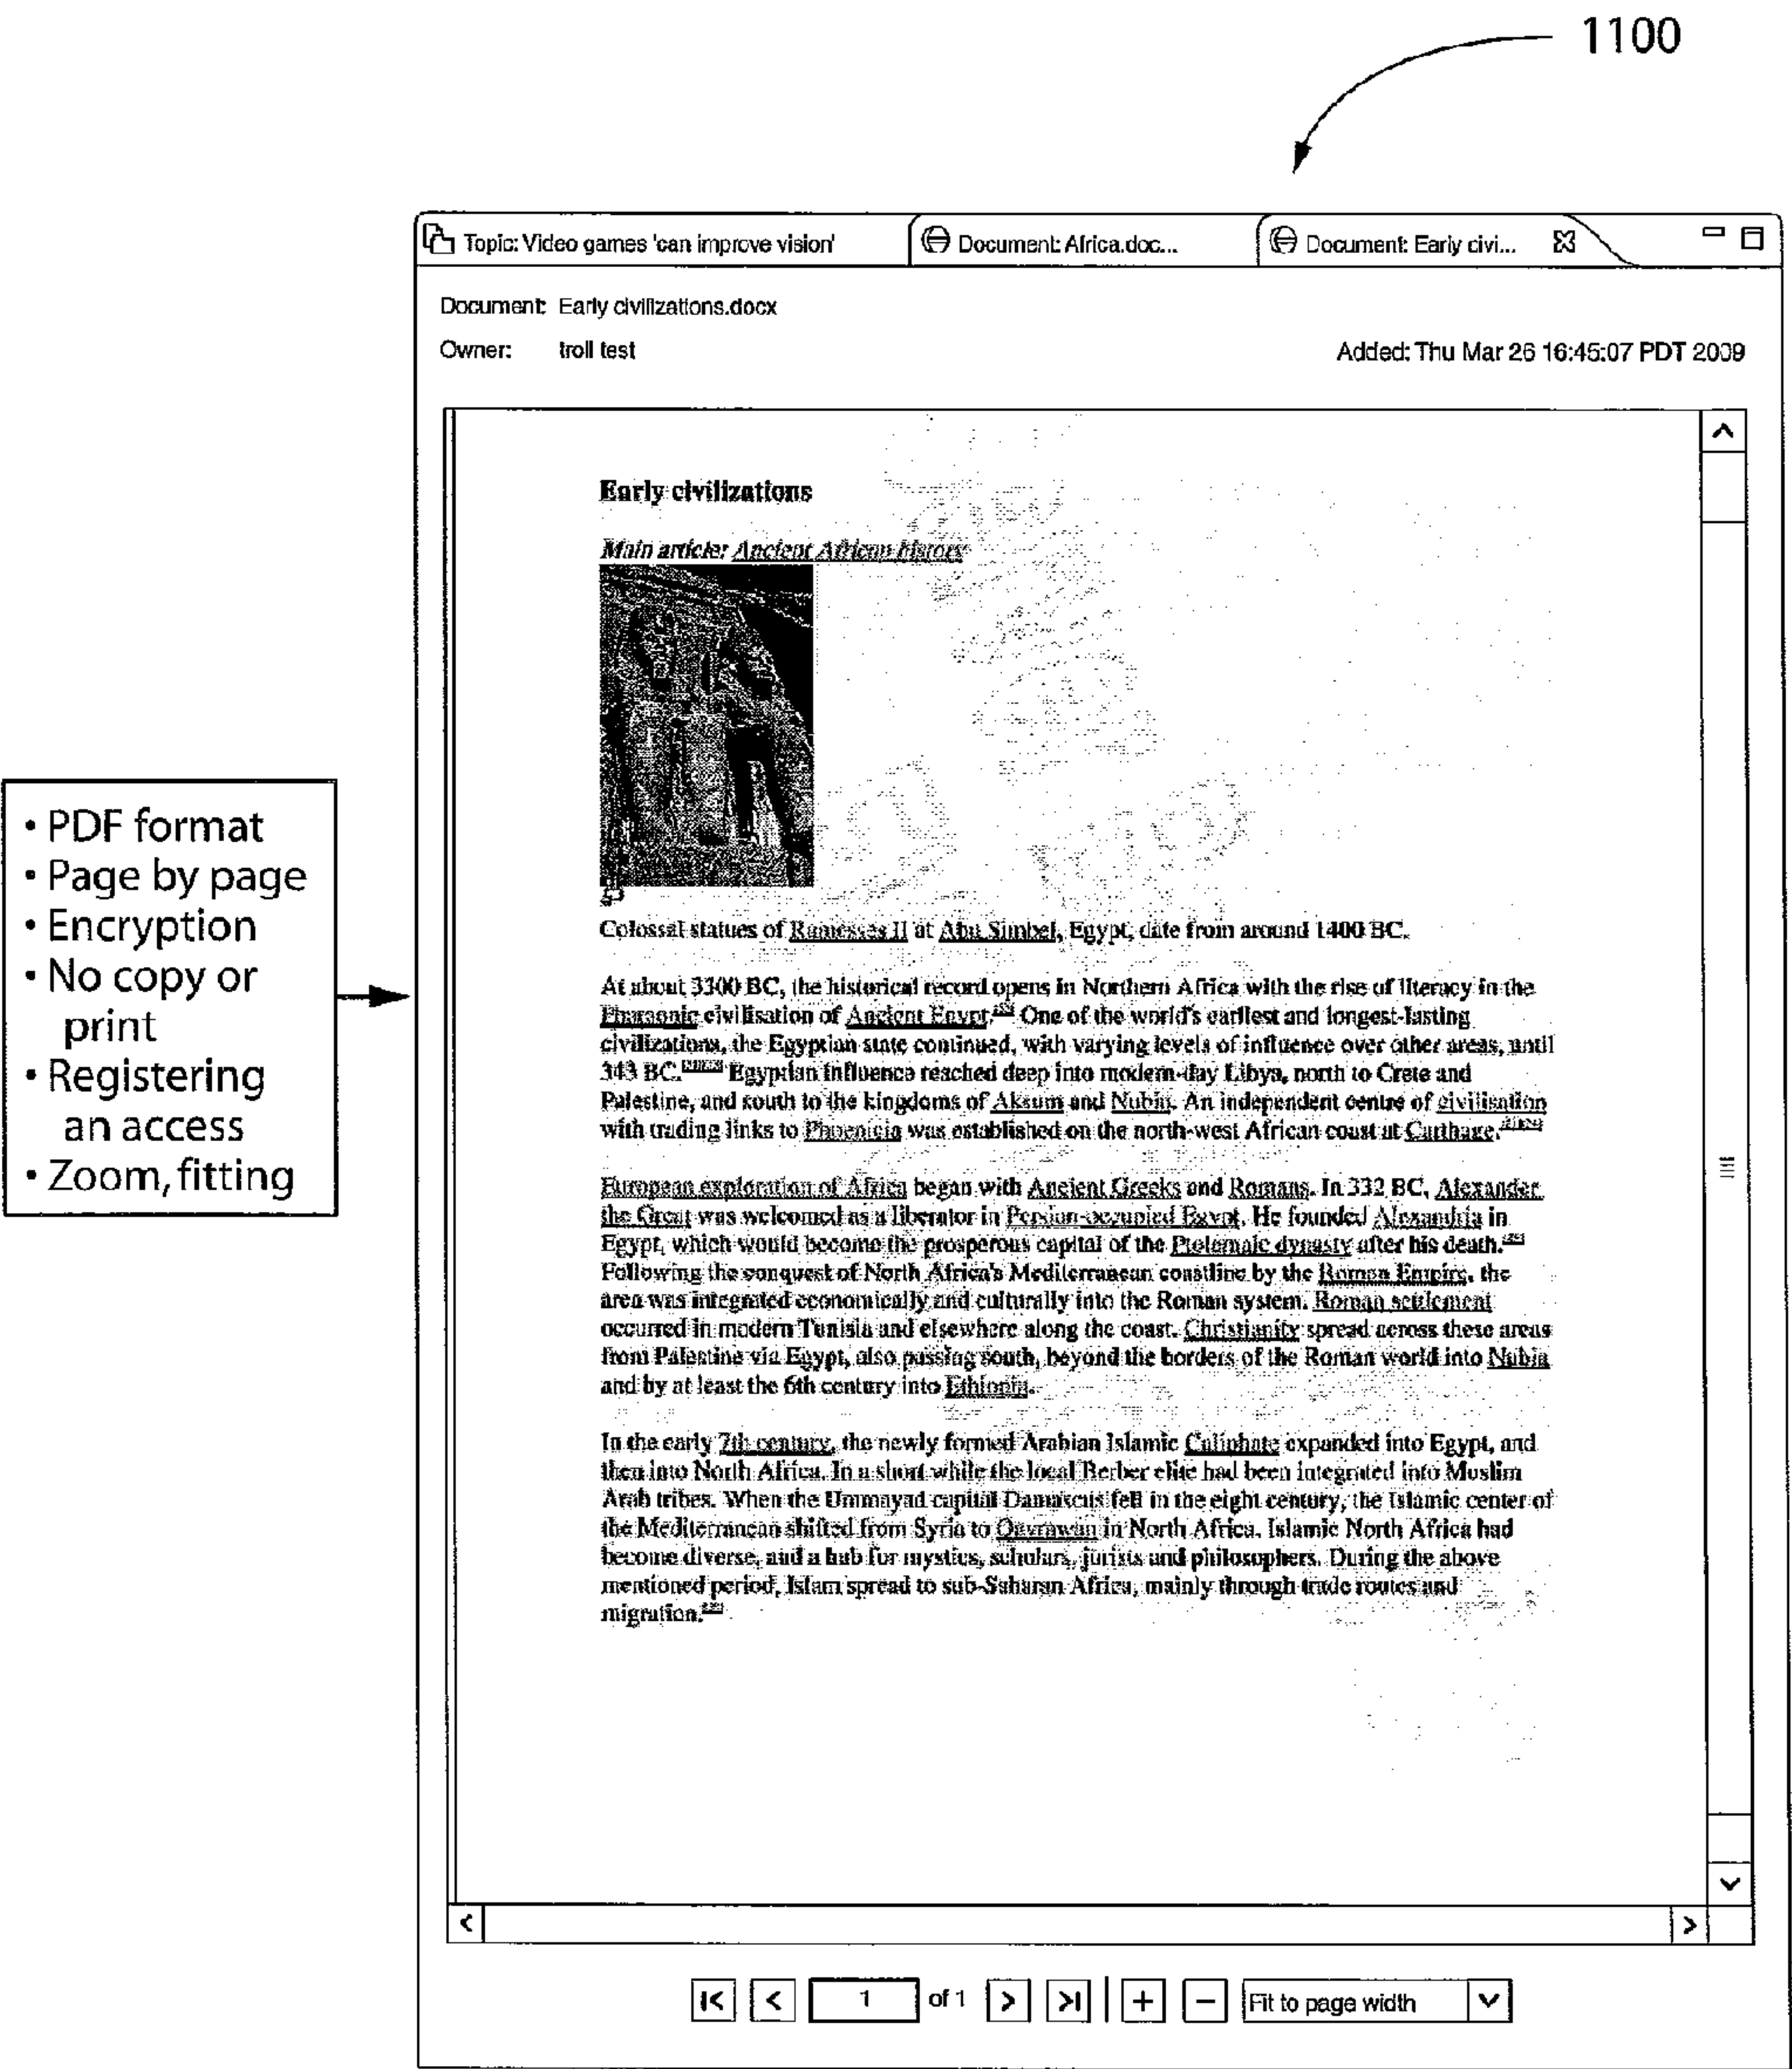 1100
Topic: Video games 'can improve vision'
Document: Africa.doc...
Document: Early civi...
Document: Early civilizations.docx
Owner: troll test
Added: Thu Mar 26 16:45:07 PDT 2009
• PDF format
• Page by page
• Encryption
• No copy or
print
• Registering
an access
• Zoom, fitting
Early civilizations
Main article: Ancient African history
Colossal statues of Ramesses II at Abu Simbel, Egypt, date from around 1400 BC.
At about 3300 BC, the historical record opens in Northern Africa with the rise of literacy in the
Pharaonic civilisation of Ancient Egypt. One of the world's earliest and longest-lasting
civilizations, the Egyptian state continued, with varying levels of influence over other areas, until
343 BC. Egyptian influence reached deep into modern-day Libya, north to Crete and
Palestine, and south to the kingdoms of Aksum and Nubia. An independent centre of civilisation
with trading links to Phoenicia was established on the north-west African coast at Carthage.
European exploration of Africa began with Ancient Greeks and Romans. In 332 BC, Alexander
the Great was welcomed as a liberator in Persian-occupied Egypt. He founded Alexandria in
Egypt, which would become the prosperous capital of the Ptolemaic dynasty after his death.
Following the conquest of North Africa's Mediterranean coastline by the Roman Empire, the
area was integrated economically and culturally into the Roman system. Roman settlement
occurred in modern Tunisia and elsewhere along the coast. Christianity spread across these areas
from Palestine via Egypt, also passing south, beyond the borders of the Roman world into Nubia
and by at least the 6th century into Ethiopia.
In the early 7th century, the newly formed Arabian Islamic Caliphate expanded into Egypt, and
then into North Africa. In a short while the local Berber elite had been integrated into Muslim
Arab tribes. When the Ummayad capital Damascus fell in the eight century, the Islamic center of
the Mediterranean shifted from Syria to Qayrawan in North Africa. Islamic North Africa had
become diverse, and a hub for mystics, scholars, jurists and philosophers. During the above
mentioned period, Islam spread to sub-Saharan Africa, mainly through trade routes and
migration.
1 of 1 Fit to page width